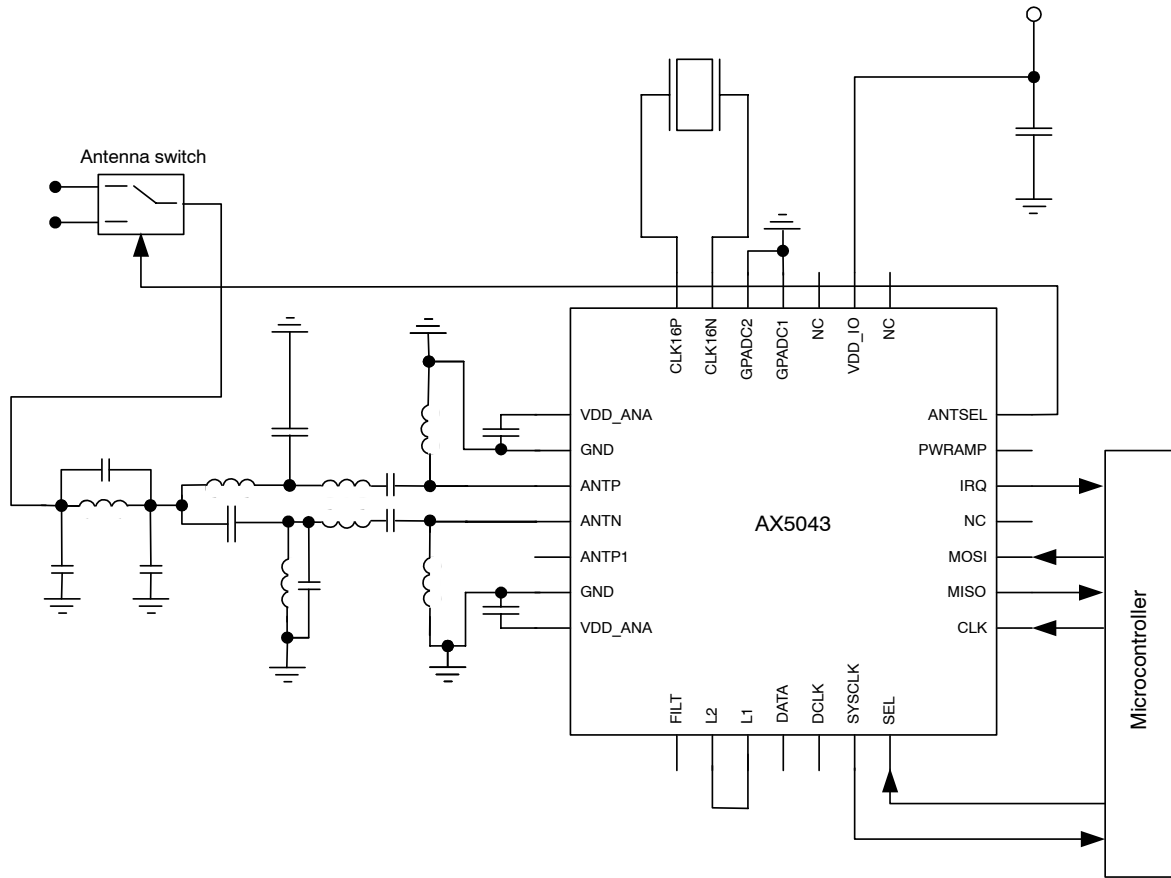 Antenna switch
CLK16P
CLK16N
GPADC2
GPADC1
NC
VDD_IO
NC
VDD_ANA
GND
ANTP
ANTN
ANTP1
GND
VDD_ANA
AX5043
ANTSEL
PWRAMP
IRQ
NC
MOSI
MISO
CLK
FILT
L2
L1
DATA
DCLK
SYSCLK
SEL
Microcontroller